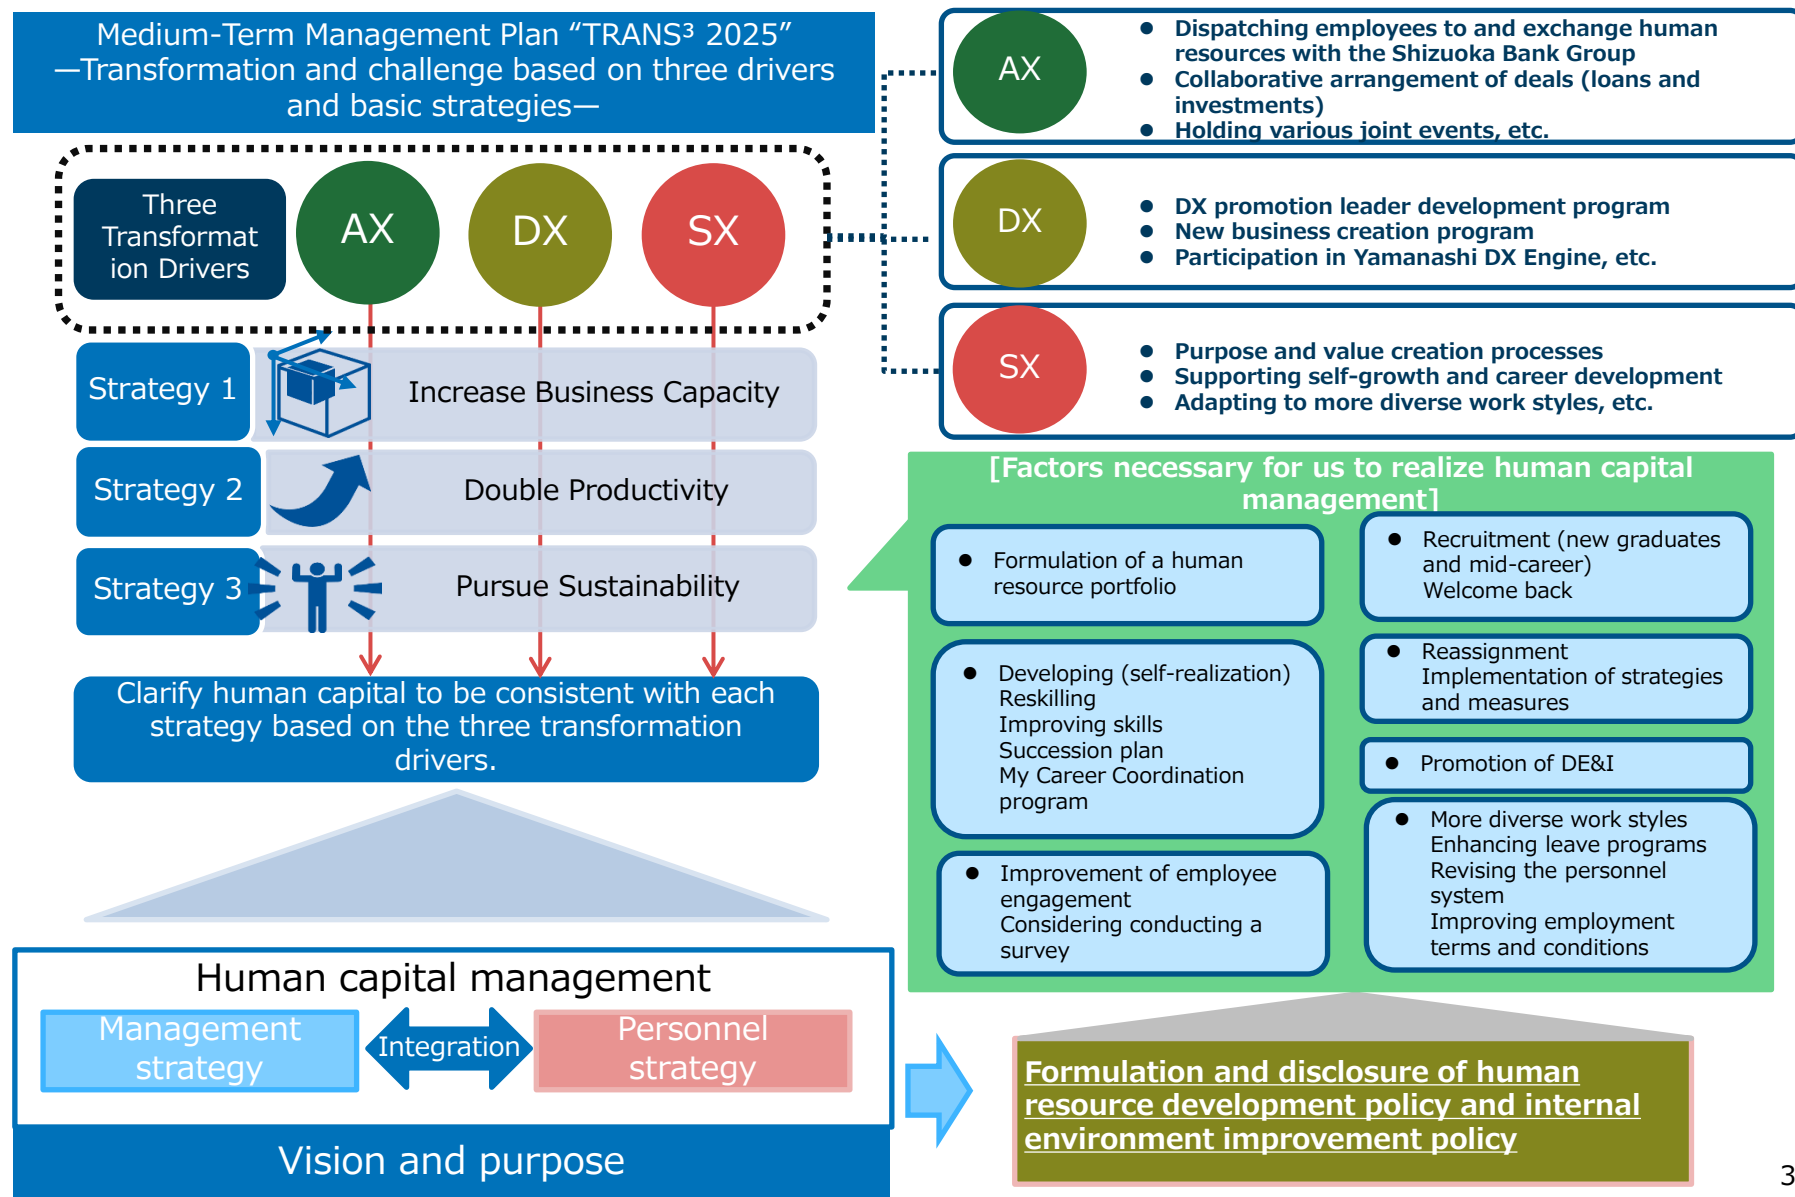 Medium-Term Management Plan “TRANS³ 2025”
—Transformation and challenge based on three drivers
and basic strategies—
Three
Transformat
ion Drivers
AX
DX
SX
Strategy 1
Increase Business Capacity
Strategy 2
Double Productivity
Strategy 3
Pursue Sustainability
Clarify human capital to be consistent with each
strategy based on the three transformation
drivers.
Human capital management
Management
strategy
Integration
Personnel
strategy
Vision and purpose
AX
● Dispatching employees to and exchange human
resources with the Shizuoka Bank Group
● Collaborative arrangement of deals (loans and
investments)
● Holding various joint events, etc.
DX
● DX promotion leader development program
● New business creation program
● Participation in Yamanashi DX Engine, etc.
SX
● Purpose and value creation processes
● Supporting self-growth and career development
● Adapting to more diverse work styles, etc.
[Factors necessary for us to realize human capital
management]
● Formulation of a human
resource portfolio
● Developing (self-realization)
Reskilling
Improving skills
Succession plan
My Career Coordination
program
● Improvement of employee
engagement
Considering conducting a
survey
● Recruitment (new graduates
and mid-career)
Welcome back
● Reassignment
Implementation of strategies
and measures
● Promotion of DE&I
● More diverse work styles
Enhancing leave programs
Revising the personnel
system
Improving employment
terms and conditions
Formulation and disclosure of human
resource development policy and internal
environment improvement policy
3